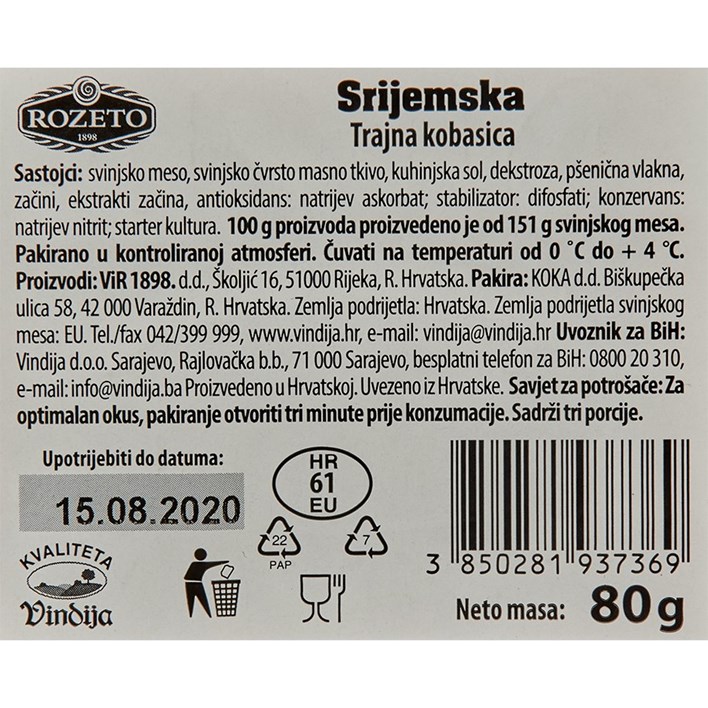 ROZETO
1898
Srijemska
Trajna kobasica
Sastojci: svinjsko meso, svinjsko čvrsto masno tkivo, kuhinjska sol, dekstroza, pšenična vlakna,
začini, ekstrakti začina, antioksidans: natrijev askorbat; stabilizator: difosfati; konzervans:
natrijev nitrit; starter kultura. 100 g proizvoda proizvedeno je od 151 g svinjskog mesa.
Pakirano u kontroliranoj atmosferi. Čuvati na temperaturi od 0 °C do + 4 °C.
Proizvodi: ViR 1898. d.d., Školjić 16, 51000 Rijeka, R. Hrvatska. Pakira: KOKA d.d. Biškupečka
ulica 58, 42 000 Varaždin, R. Hrvatska. Zemlja podrijetla: Hrvatska. Zemlja podrijetla svinjskog
mesa: EU. Tel./fax 042/399 999, www.vindija.hr, e-mail: vindija@vindija.hr Uvoznik za BiH:
Vindija d.o.o. Sarajevo, Rajlovačka b.b., 71 000 Sarajevo, besplatni telefon za BiH: 0800 20 310,
e-mail: info@vindija.ba Proizvedeno u Hrvatskoj. Uvezeno iz Hrvatske. Savjet za potrošače: Za
optimalan okus, pakiranje otvoriti tri minute prije konzumacije. Sadrži tri porcije.
Upotrijebiti do datuma:
15.08.2020
HR
61
EU
22
PAP
7
KVALITETA
Vindija
3 850281 937369
Neto masa: 80 g